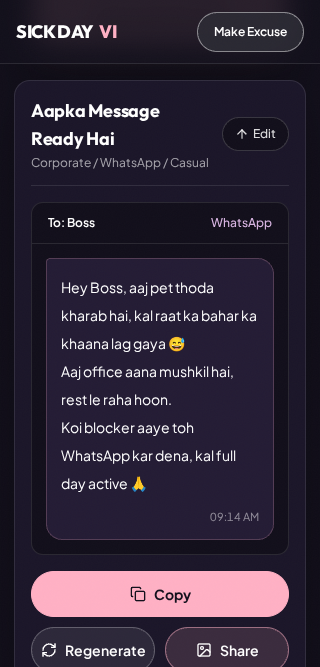 SICKDAY VI
Make Excuse
Aapka Message
Ready Hai
Edit
Corporate / WhatsApp / Casual
To: Boss
WhatsApp
Hey Boss, aaj pet thoda
kharab hai, kal raat ka bahar ka
khaana lag gaya 😅
Aaj office aana mushkil hai,
rest le raha hoon.
Koi blocker aaye toh
WhatsApp kar dena, kal full
day active 🙏
09:14 AM
Copy
Regenerate
Share